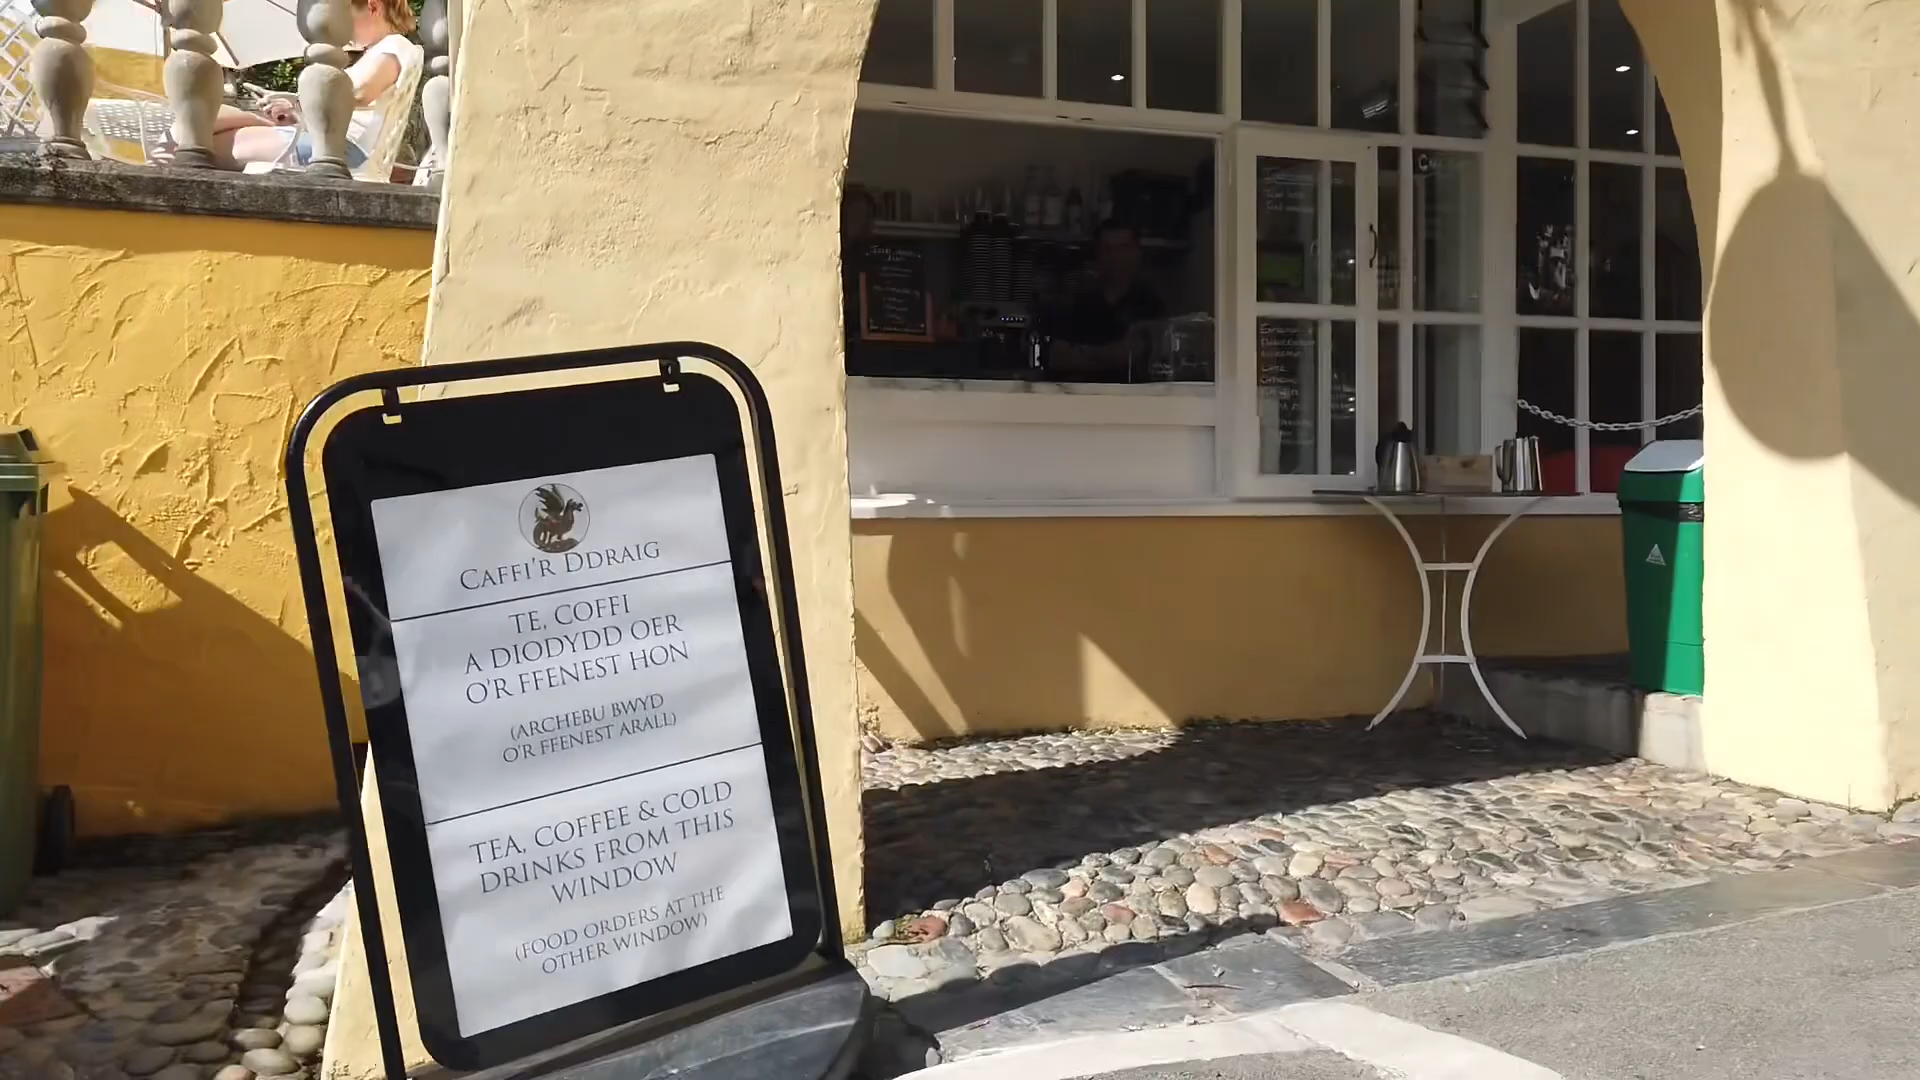 CAFFI'R DDRAIG
TE, COFFI
A DIODYDD OER
O'R FFENEST HON
(ARCHEBU BWYD
O'R FFENEST ARALL)
TEA, COFFEE & COLD
DRINKS FROM THIS
WINDOW
(FOOD ORDERS AT THE
OTHER WINDOW)